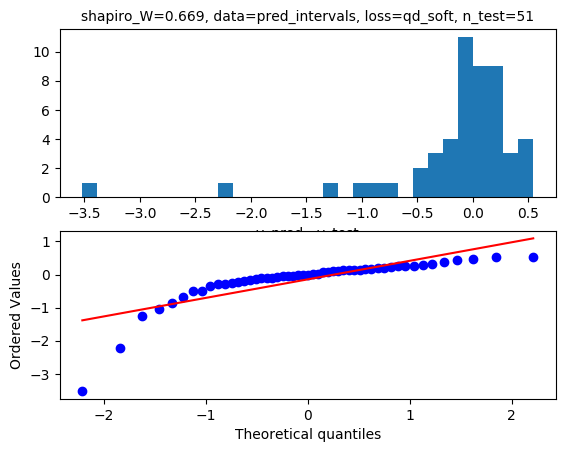 shapiro_W=0.669, data=pred_intervals, loss=qd_soft, n_test=51
10
8
6
4
2
0
−3.5 −3.0 −2.5 −2.0 −1.5 −1.0 −0.5 0.0 0.5
1
0
−1
−2
−3
Ordered Values
−2 −1 0 1 2
Theoretical quantiles